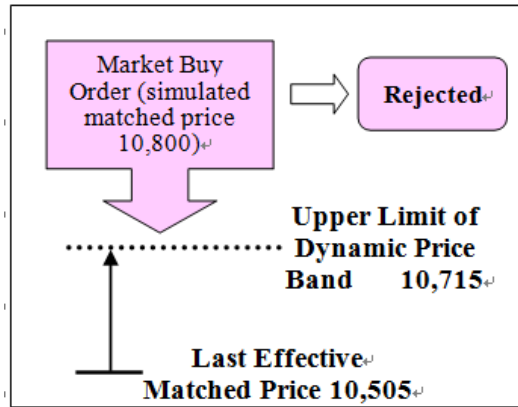 Market Buy
Order (simulated
matched price
10,800)
Rejected
Upper Limit of
Dynamic Price
Band 10,715
Last Effective
Matched Price 10,505